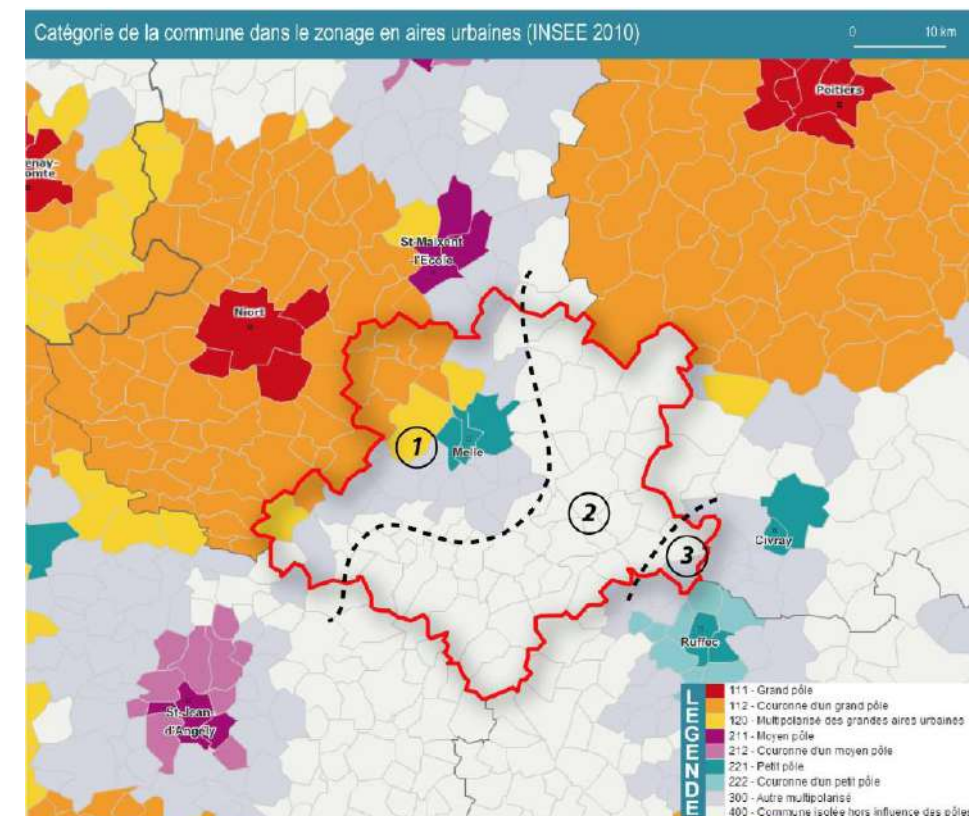 Catégorie de la commune dans le zonage en aires urbaines (INSEE 2010)
0 10 km
Poitiers
enay-
omte
St-Maixent
-l'Ecole
Niort
1
Melle
2
3
Civray
Ruffec
St-Jean-
d'Angely
LEGENDE
111 - Grand pôle
112 - Couronne d'un grand pôle
120 - Multipolarisé des grandes aires urbaines
211 - Moyen pôle
212 - Couronne d'un moyen pôle
221 - Petit pôle
222 - Couronne d'un petit pôle
300 - Autre multipolarisé
400 - Commune isolée hors influence des pôles